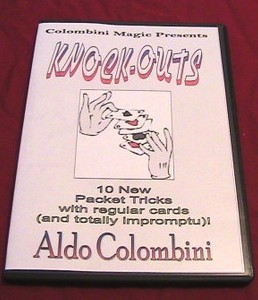 Colombini Magic Presents
KNOCK-OUTS
10 New
Packet Tricks
with regular cards
(and totally impromptu)!
Aldo Colombini